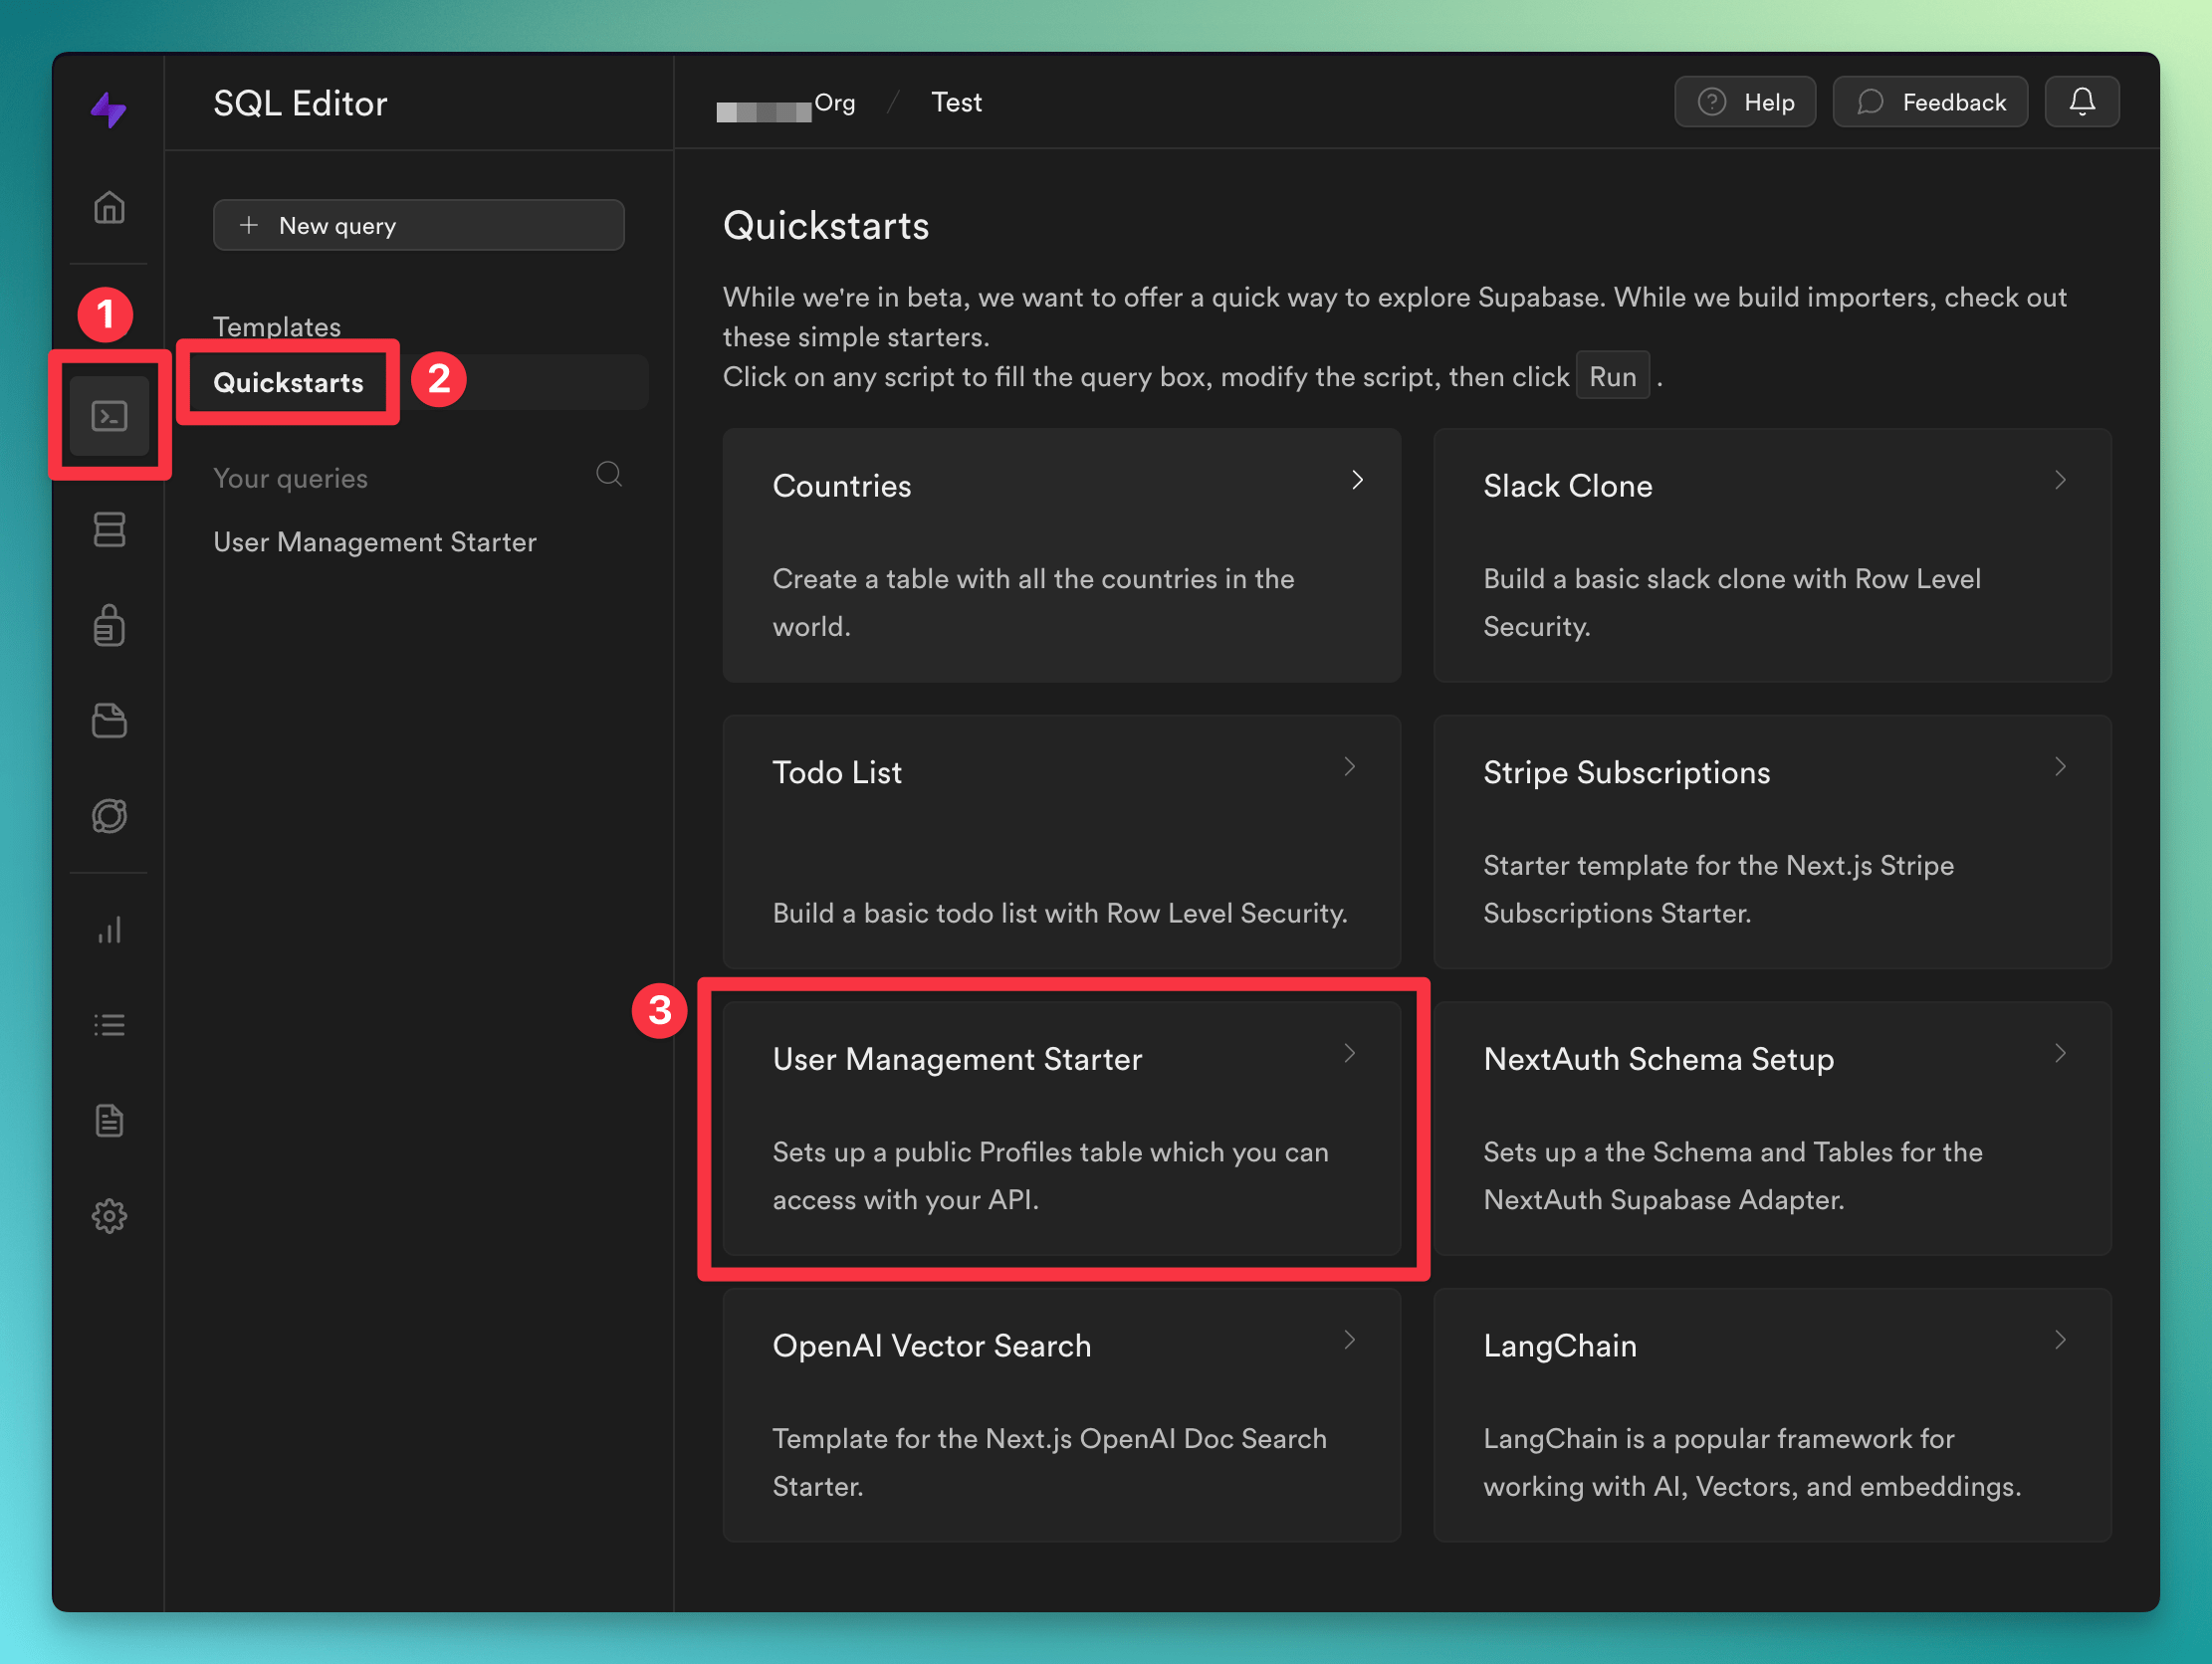 SQL Editor
Org / Test
Help
Feedback
+ New query
1
Templates
Quickstarts
2
Your queries
User Management Starter
Quickstarts
While we're in beta, we want to offer a quick way to explore Supabase. While we build importers, check out
these simple starters.
Click on any script to fill the query box, modify the script, then click Run .
Countries
Create a table with all the countries in the
world.
Slack Clone
Build a basic slack clone with Row Level
Security.
Todo List
Build a basic todo list with Row Level Security.
Stripe Subscriptions
Starter template for the Next.js Stripe
Subscriptions Starter.
3
User Management Starter
Sets up a public Profiles table which you can
access with your API.
NextAuth Schema Setup
Sets up a the Schema and Tables for the
NextAuth Supabase Adapter.
OpenAI Vector Search
Template for the Next.js OpenAI Doc Search
Starter.
LangChain
LangChain is a popular framework for
working with AI, Vectors, and embeddings.